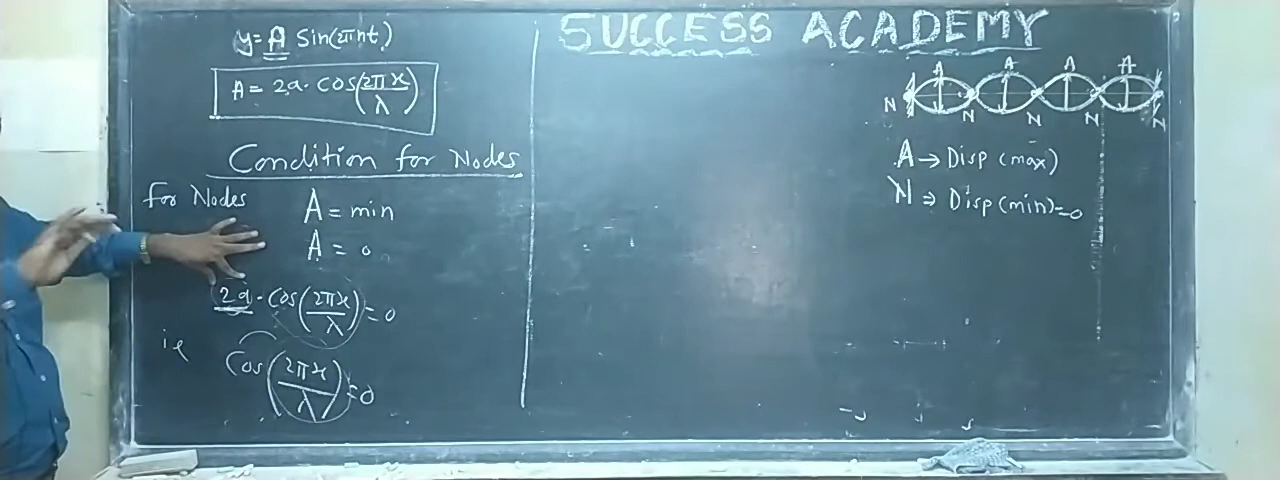 SUCCESS ACADEMY
y = A Sin(2πnt)
A = 2a. cos(2πx/λ)
Condition for Nodes
For Nodes A = min
A = 0
2a. Cos(2πx/λ) = 0
ie
Cos(2πx/λ) = 0
A A A A
N N N N N
A → Disp (max)
N ⇒ Disp (min) = 0